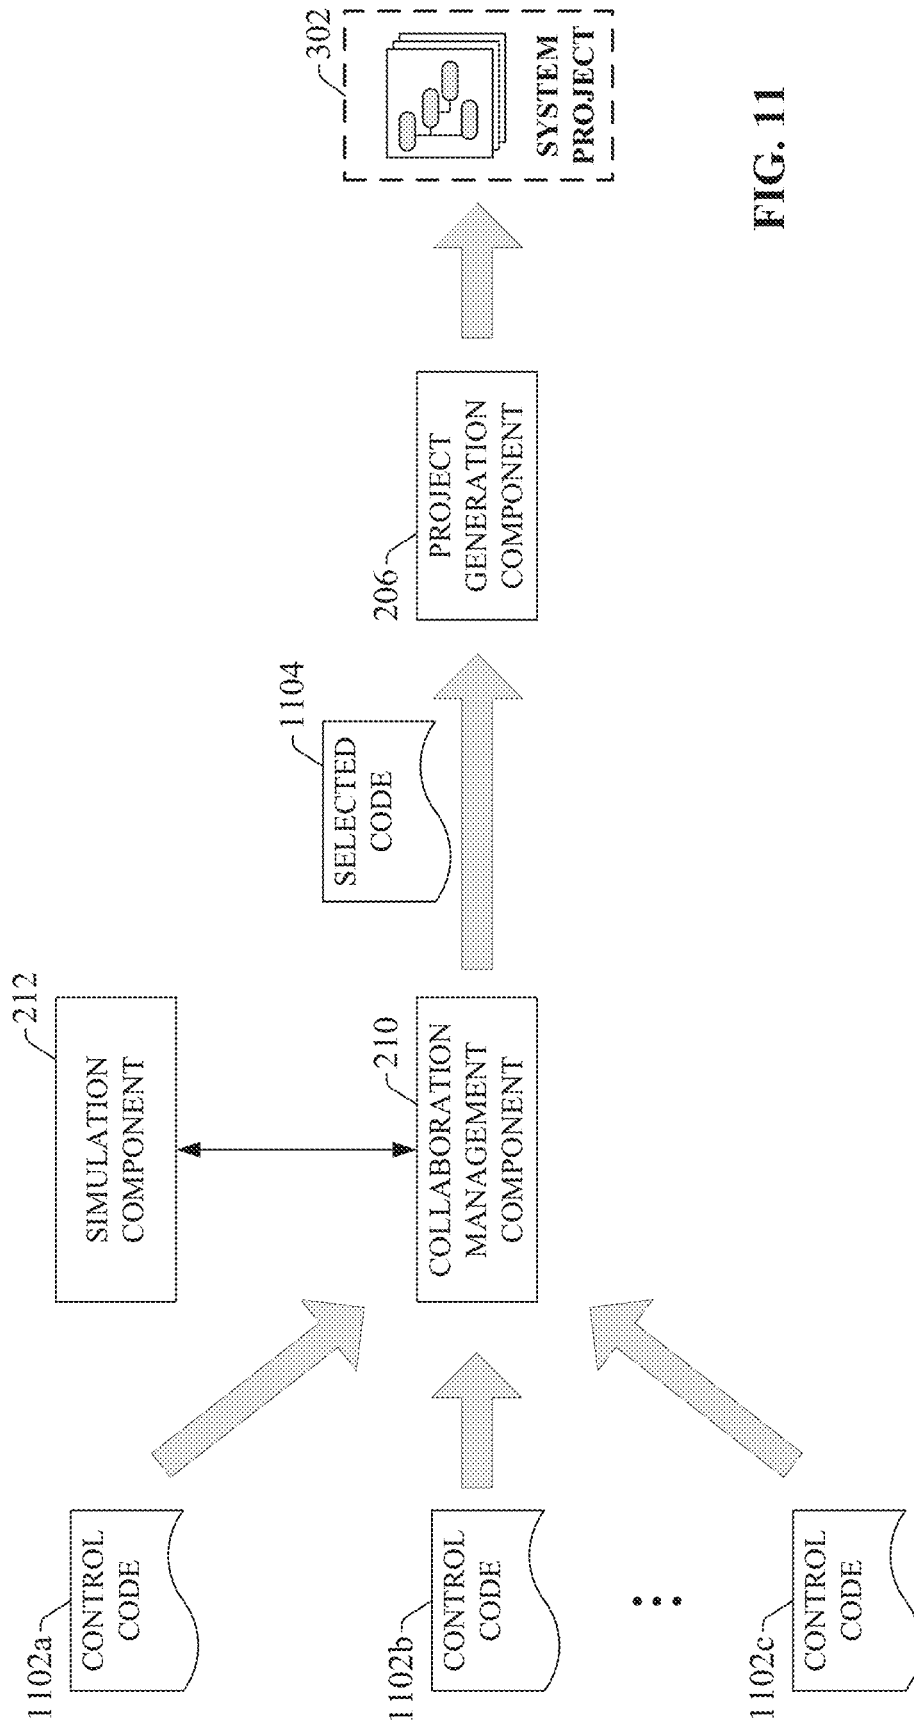 1102a
CONTROL
CODE
1102b
CONTROL
CODE
1102c
CONTROL
CODE
212
SIMULATION
COMPONENT
210
COLLABORATION
MANAGEMENT
COMPONENT
1104
SELECTED
CODE
206
PROJECT
GENERATION
COMPONENT
302
SYSTEM
PROJECT
FIG. 11